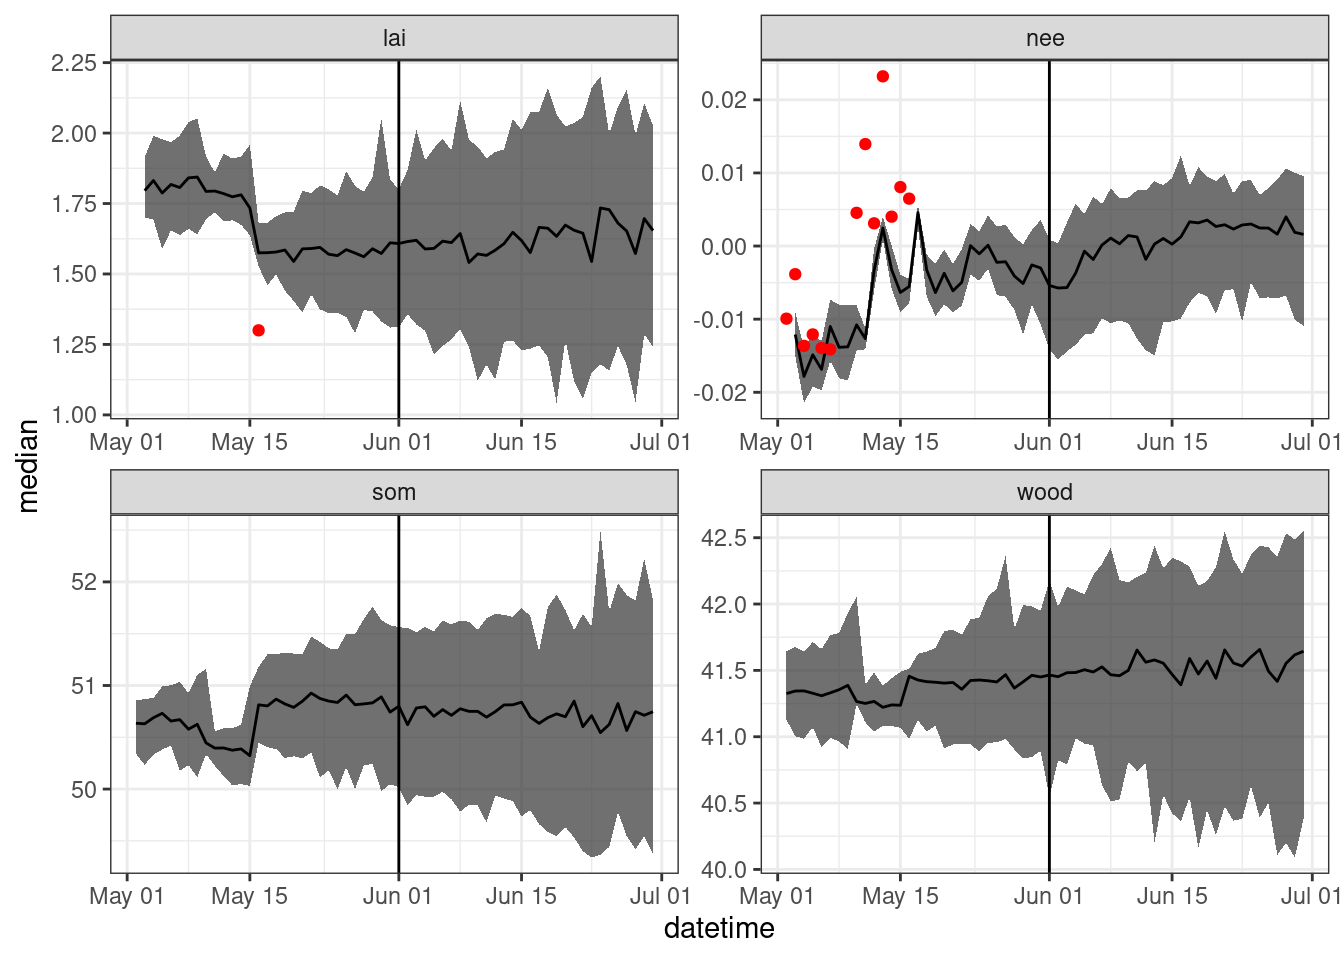 lai
nee
2.25
2.00
1.75
1.50
1.25
1.00
0.02
0.01
0.00
-0.01
-0.02
May 01 May 15 Jun 01 Jun 15 Jul 01
May 01 May 15 Jun 01 Jun 15 Jul 01
median
som
wood
52
51
50
42.5
42.0
41.5
41.0
40.5
40.0
May 01 May 15 Jun 01 Jun 15 Jul 01
May 01 May 15 Jun 01 Jun 15 Jul 01
datetime